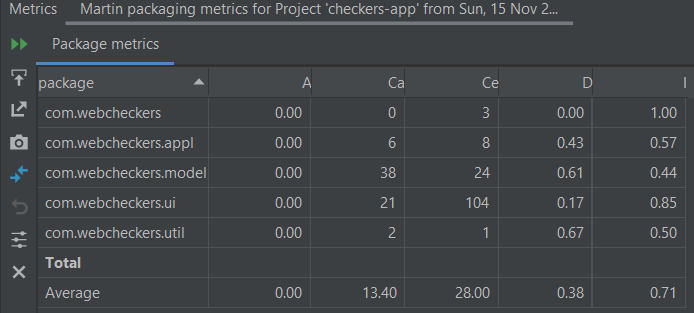 Metrics Martin packaging metrics for Project 'checkers-app' from Sun, 15 Nov 2...
Package metrics
package A Ca Ce D I
com.webcheckers 0.00 0 3 0.00 1.00
com.webcheckers.appl 0.00 6 8 0.43 0.57
com.webcheckers.model 0.00 38 24 0.61 0.44
com.webcheckers.ui 0.00 21 104 0.17 0.85
com.webcheckers.util 0.00 2 1 0.67 0.50
Total
Average 0.00 13.40 28.00 0.38 0.71